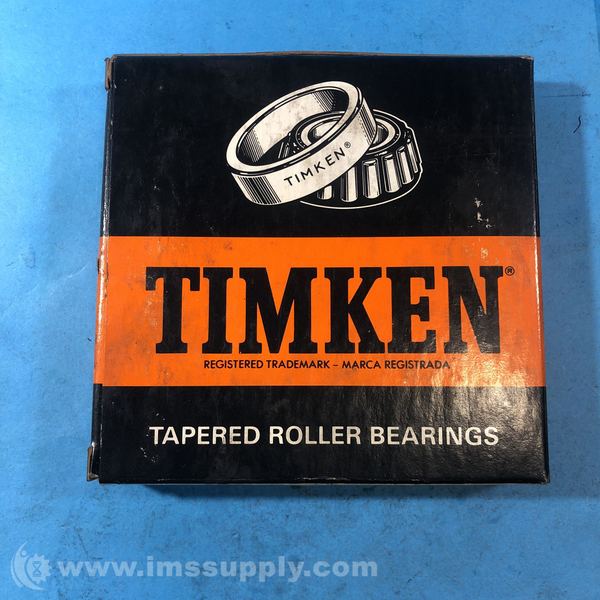 TIMKEN®
TIMKEN®
REGISTERED TRADEMARK – MARCA REGISTRADA
TAPERED ROLLER BEARINGS
www.imssupply.com